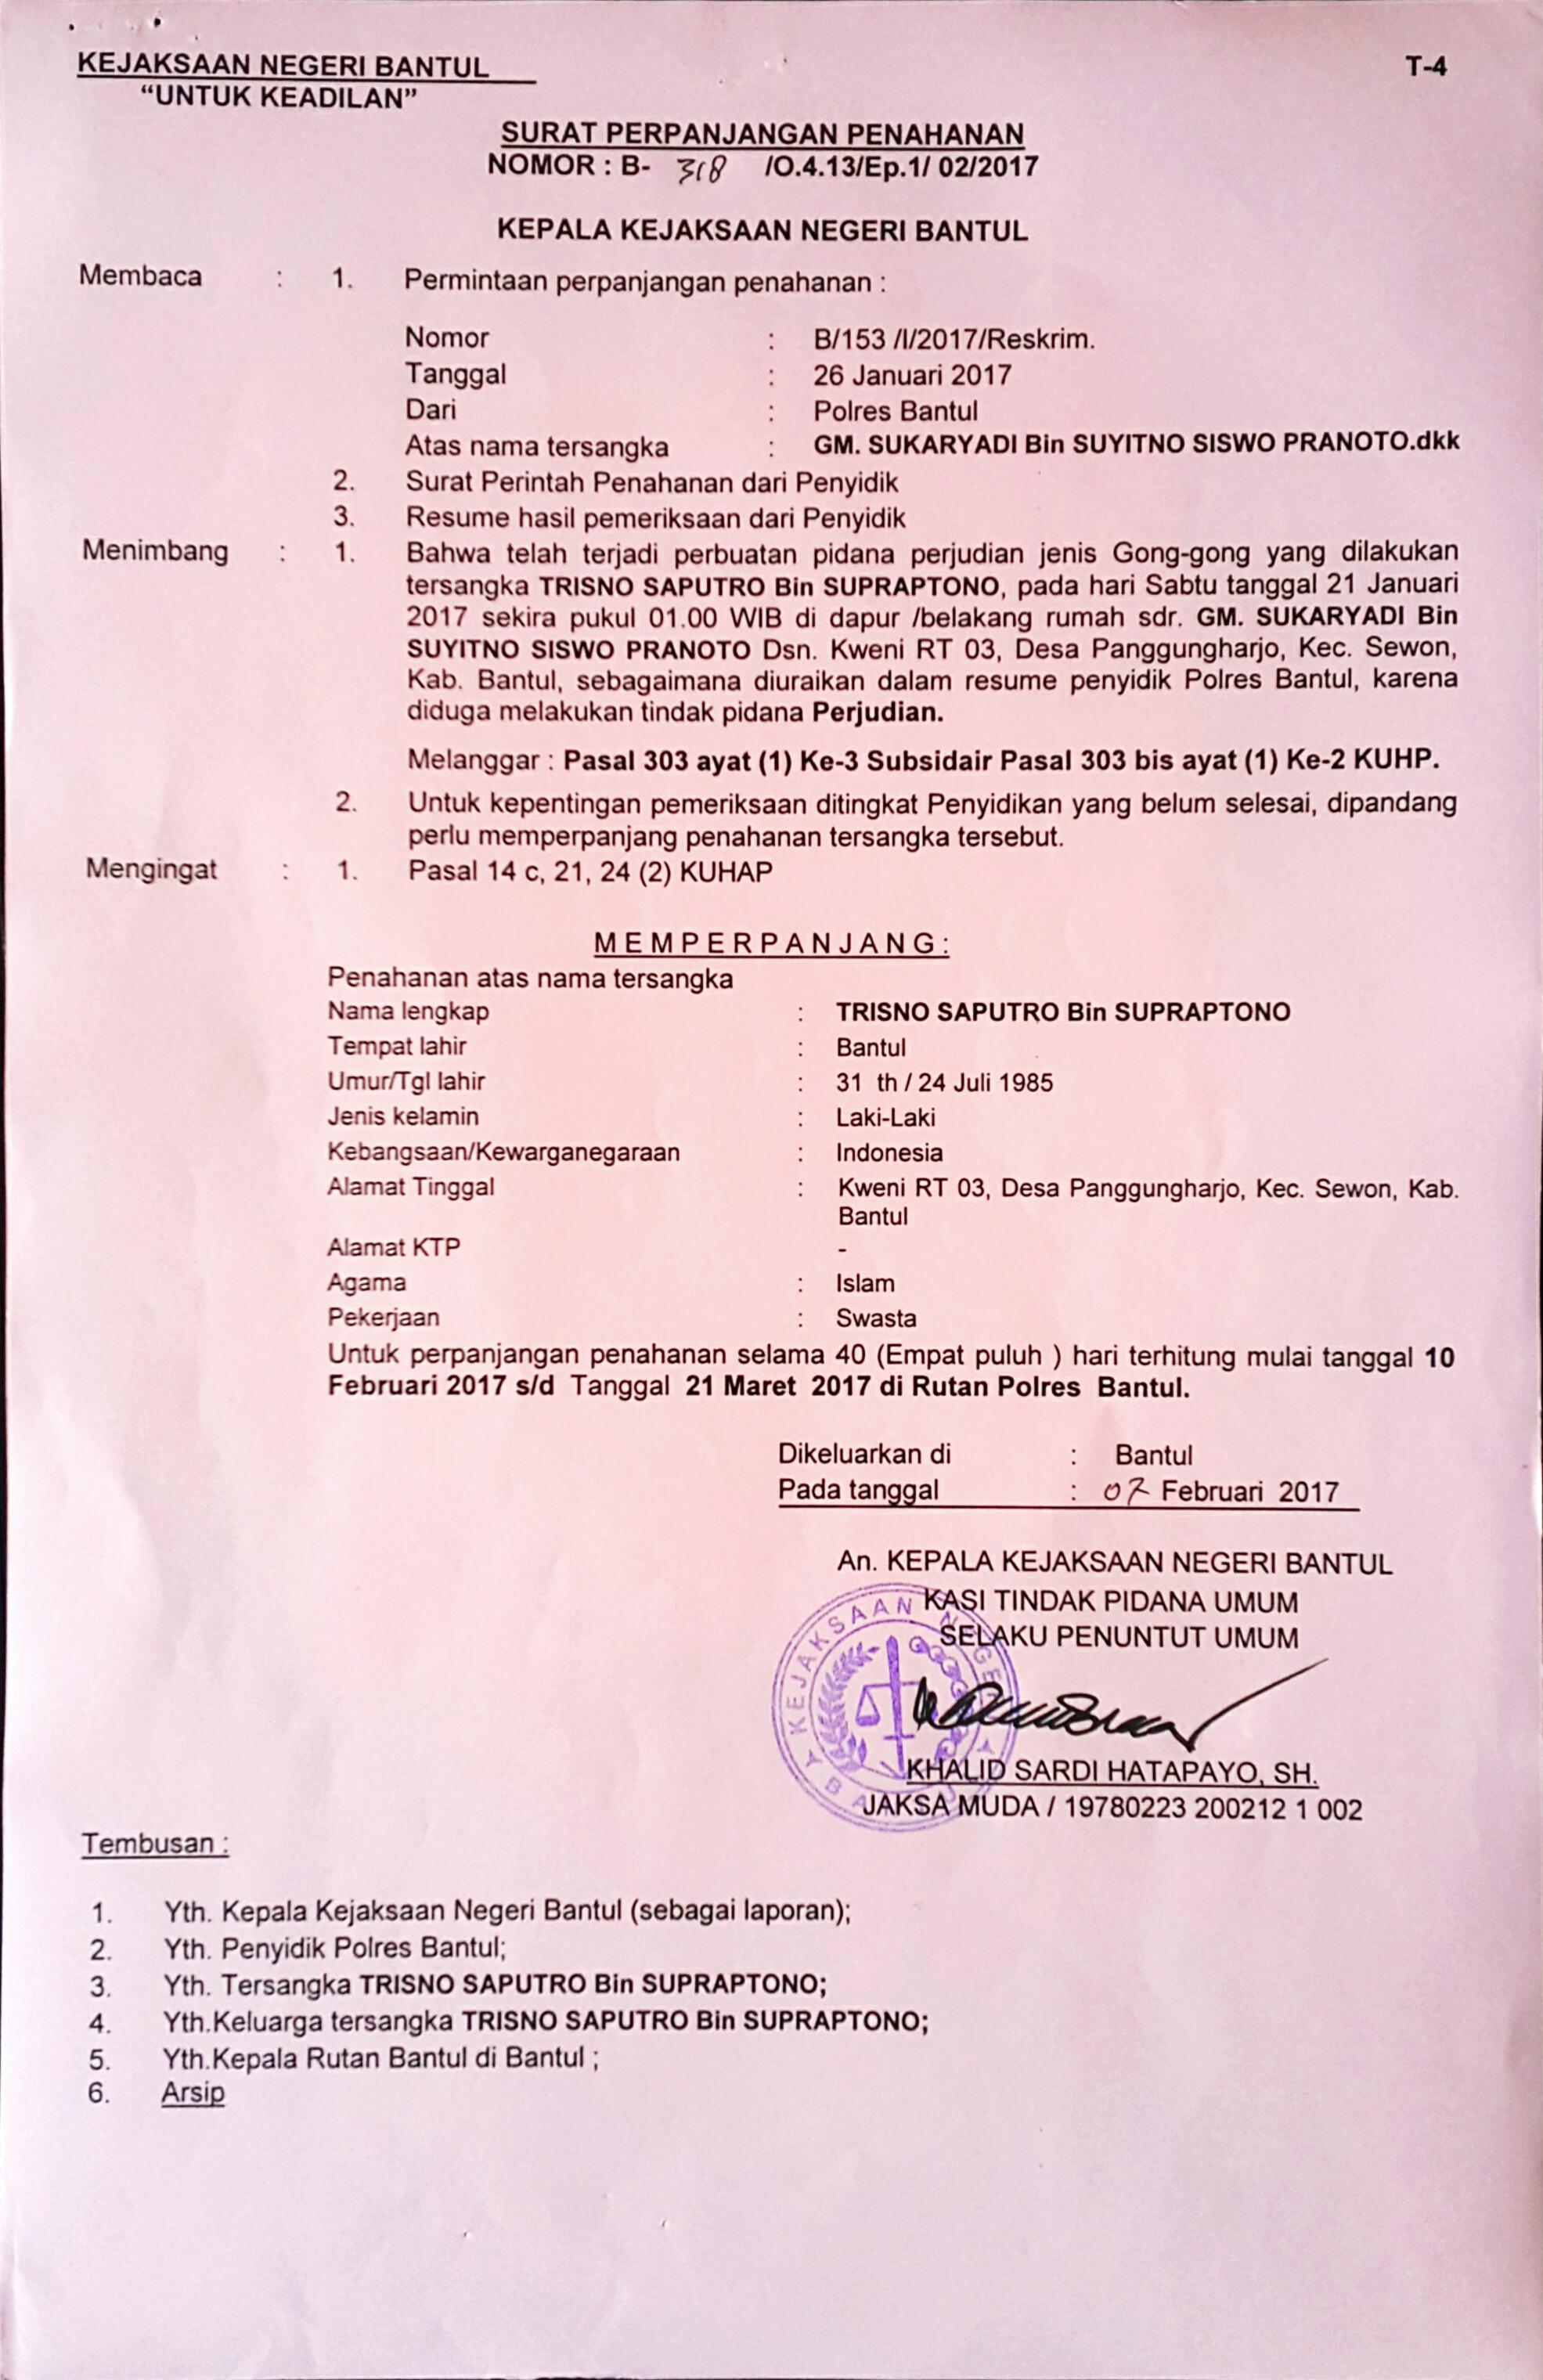 KEJAKSAAN NEGERI BANTUL
T-4
“UNTUK KEADILAN”
SURAT PERPANJANGAN PENAHANAN
NOMOR : B- 318 /O.4.13/Ep.1/ 02/2017
KEPALA KEJAKSAAN NEGERI BANTUL
Membaca : 1. Permintaan perpanjangan penahanan :
Nomor : B/153 /I/2017/Reskrim.
Tanggal : 26 Januari 2017
Dari : Polres Bantul
Atas nama tersangka : GM. SUKARYADI Bin SUYITNO SISWO PRANOTO.dkk
2. Surat Perintah Penahanan dari Penyidik
3. Resume hasil pemeriksaan dari Penyidik
Menimbang : 1. Bahwa telah terjadi perbuatan pidana perjudian jenis Gong-gong yang dilakukan
tersangka TRISNO SAPUTRO Bin SUPRAPTONO, pada hari Sabtu tanggal 21 Januari
2017 sekira pukul 01.00 WIB di dapur /belakang rumah sdr. GM. SUKARYADI Bin
SUYITNO SISWO PRANOTO Dsn. Kweni RT 03, Desa Panggungharjo, Kec. Sewon,
Kab. Bantul, sebagaimana diuraikan dalam resume penyidik Polres Bantul, karena
diduga melakukan tindak pidana Perjudian.
Melanggar : Pasal 303 ayat (1) Ke-3 Subsidair Pasal 303 bis ayat (1) Ke-2 KUHP.
2. Untuk kepentingan pemeriksaan ditingkat Penyidikan yang belum selesai, dipandang
perlu memperpanjang penahanan tersangka tersebut.
Mengingat : 1. Pasal 14 c, 21, 24 (2) KUHAP
M E M P E R P A N J A N G :
Penahanan atas nama tersangka
Nama lengkap : TRISNO SAPUTRO Bin SUPRAPTONO
Tempat lahir : Bantul
Umur/Tgl lahir : 31 th / 24 Juli 1985
Jenis kelamin : Laki-Laki
Kebangsaan/Kewarganegaraan : Indonesia
Alamat Tinggal : Kweni RT 03, Desa Panggungharjo, Kec. Sewon, Kab.
Bantul
Alamat KTP -
Agama : Islam
Pekerjaan : Swasta
Untuk perpanjangan penahanan selama 40 (Empat puluh ) hari terhitung mulai tanggal 10
Februari 2017 s/d Tanggal 21 Maret 2017 di Rutan Polres Bantul.
Dikeluarkan di : Bantul
Pada tanggal : 07 Februari 2017
An. KEPALA KEJAKSAAN NEGERI BANTUL
KASI TINDAK PIDANA UMUM
SELAKU PENUNTUT UMUM
KEJAKSAAN NEGERI
BANTUL
KHALID SARDI HATAPAYO, SH.
JAKSA MUDA / 19780223 200212 1 002
Tembusan :
1. Yth. Kepala Kejaksaan Negeri Bantul (sebagai laporan);
2. Yth. Penyidik Polres Bantul;
3. Yth. Tersangka TRISNO SAPUTRO Bin SUPRAPTONO;
4. Yth.Keluarga tersangka TRISNO SAPUTRO Bin SUPRAPTONO;
5. Yth.Kepala Rutan Bantul di Bantul ;
6. Arsip